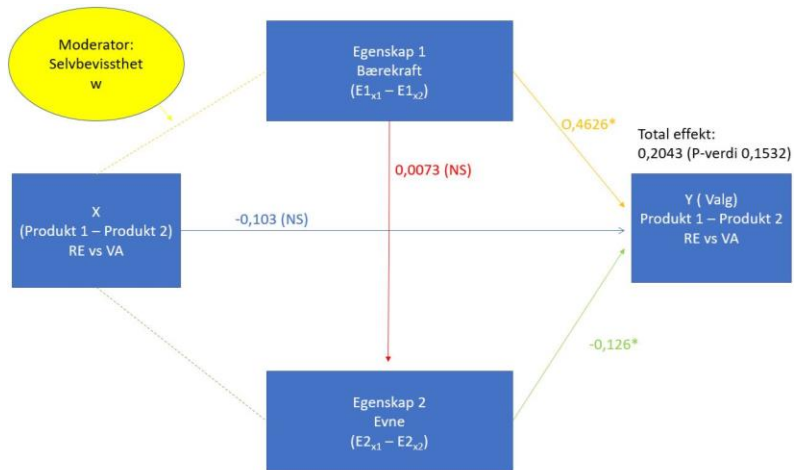 Moderator:
Selvbevissthet
w
Egenskap 1
Bærekraft
(E1ₓ₁ – E1ₓ₂)
O,4626*
Total effekt:
0,2043 (P-verdi 0,1532)
0,0073 (NS)
X
(Produkt 1 – Produkt 2)
RE vs VA
-0,103 (NS)
Y ( Valg)
Produkt 1 – Produkt 2
RE vs VA
-0,126*
Egenskap 2
Evne
(E2ₓ₁ – E2ₓ₂)